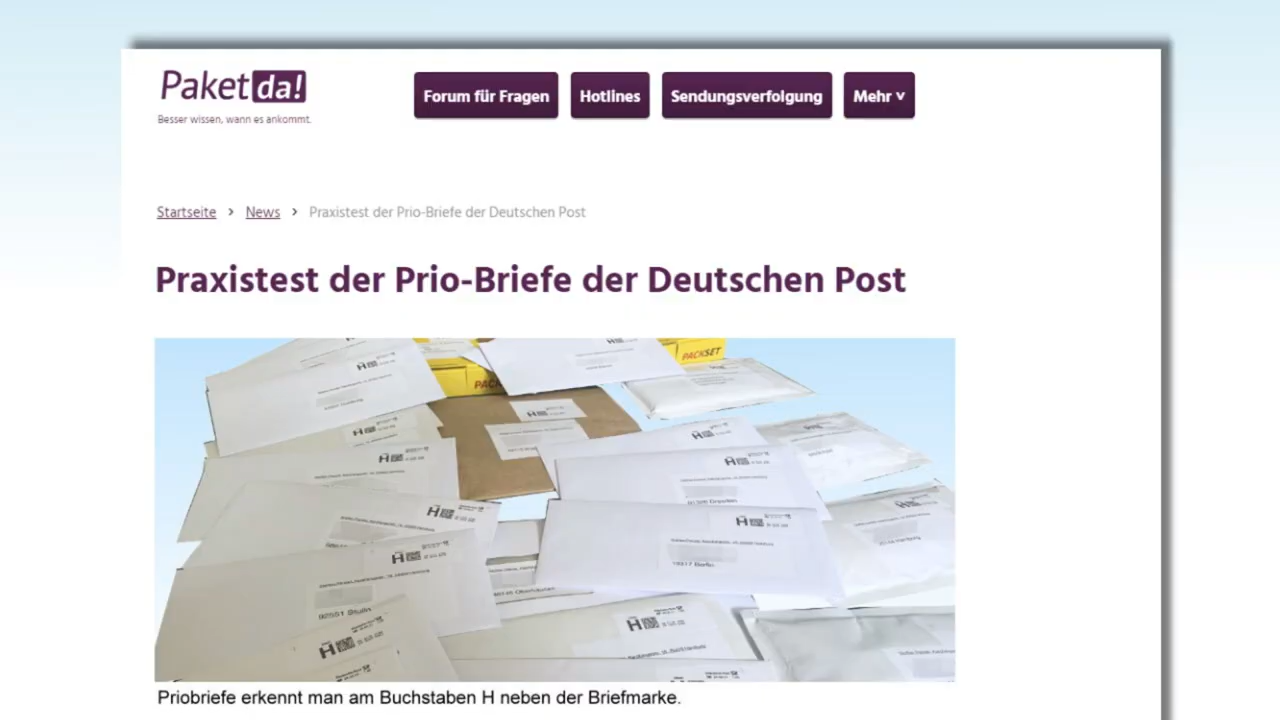 Paket da!
Besser wissen, wann es ankommt.
Forum für Fragen
Hotlines
Sendungsverfolgung
Mehr ˅
Startseite > News > Praxistest der Prio-Briefe der Deutschen Post
Praxistest der Prio-Briefe der Deutschen Post
PACKSET
PACK
H
H
H
H
H
H
H
H
H
H
H
Priobriefe erkennt man am Buchstaben H neben der Briefmarke.